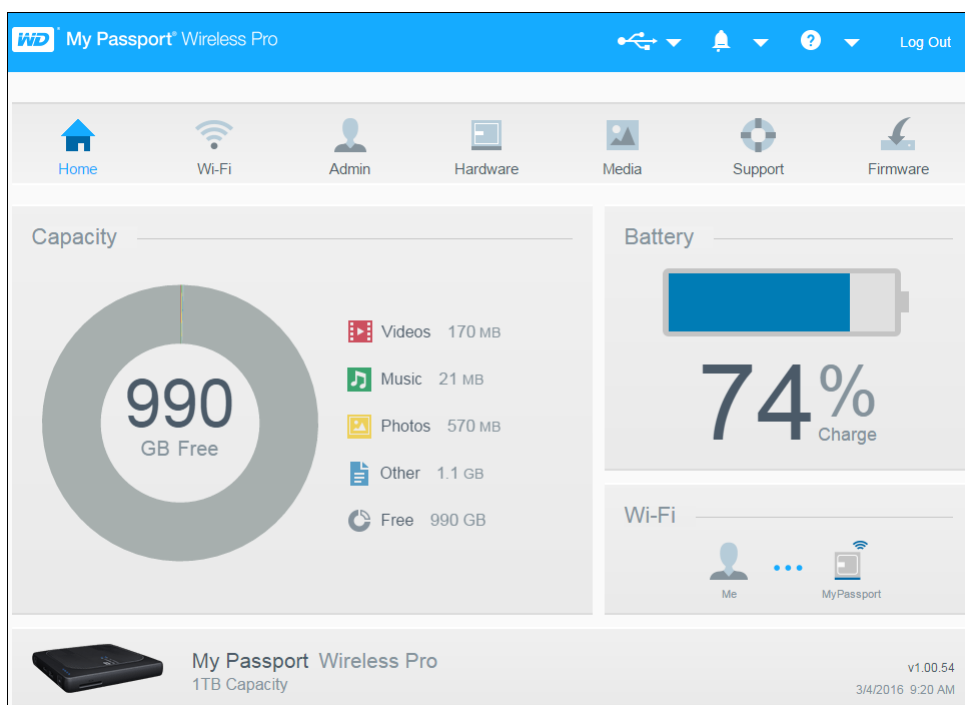 WD My Passport® Wireless Pro
? Log Out
Home Wi-Fi Admin Hardware Media Support Firmware
Capacity
990
GB Free
Videos 170 MB
Music 21 MB
Photos 570 MB
Other 1.1 GB
Free 990 GB
Battery
74%
Charge
Wi-Fi
Me MyPassport
My Passport Wireless Pro
1TB Capacity
v1.00.54
3/4/2016 9:20 AM